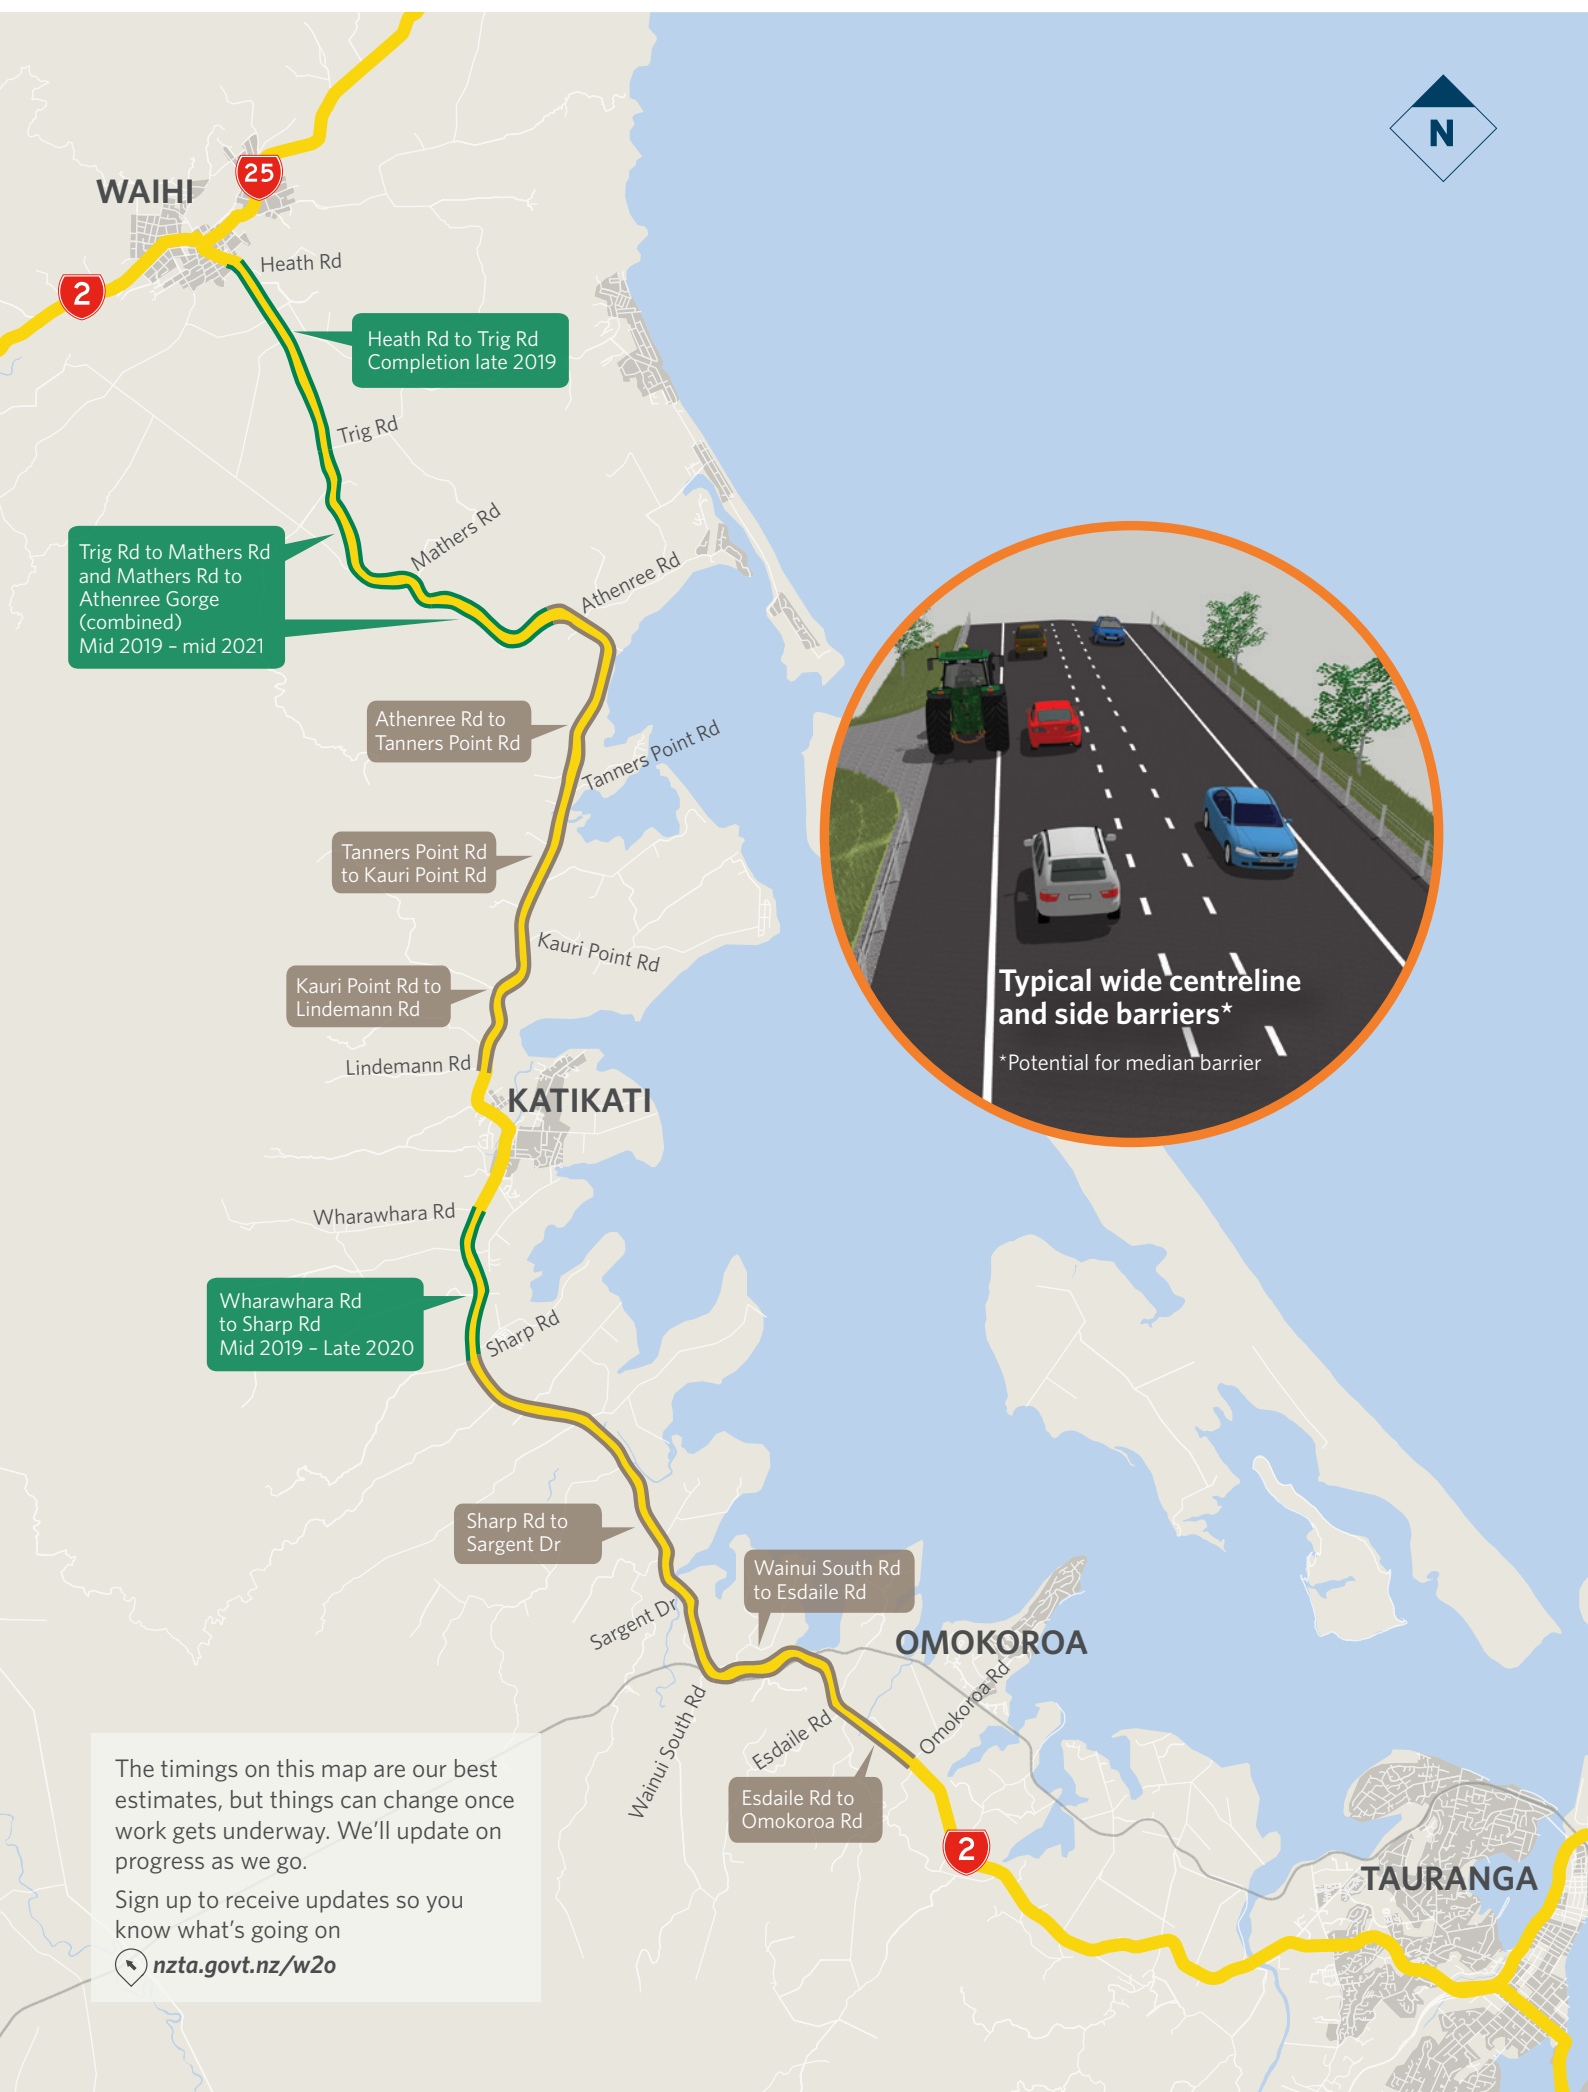 N
WAIHI
25
2
Heath Rd
Heath Rd to Trig Rd
Completion late 2019
Trig Rd
Mathers Rd
Trig Rd to Mathers Rd
and Mathers Rd to
Athenree Gorge
(combined)
Mid 2019 – mid 2021
Athenree Rd
Athenree Rd to
Tanners Point Rd
Tanners Point Rd
Tanners Point Rd
to Kauri Point Rd
Kauri Point Rd
Kauri Point Rd to
Lindemann Rd
Typical wide centreline
and side barriers*
*Potential for median barrier
Lindemann Rd
KATIKATI
Wharawhara Rd
Wharawhara Rd
to Sharp Rd
Mid 2019 – Late 2020
Sharp Rd
Sharp Rd to
Sargent Dr
Wainui South Rd
to Esdaile Rd
Sargent Dr
OMOKOROA
Omokoroa Rd
Wainui South Rd
Esdaile Rd
Esdaile Rd to
Omokoroa Rd
2
TAURANGA
The timings on this map are our best
estimates, but things can change once
work gets underway. We'll update on
progress as we go.
Sign up to receive updates so you
know what's going on
nzta.govt.nz/w2o